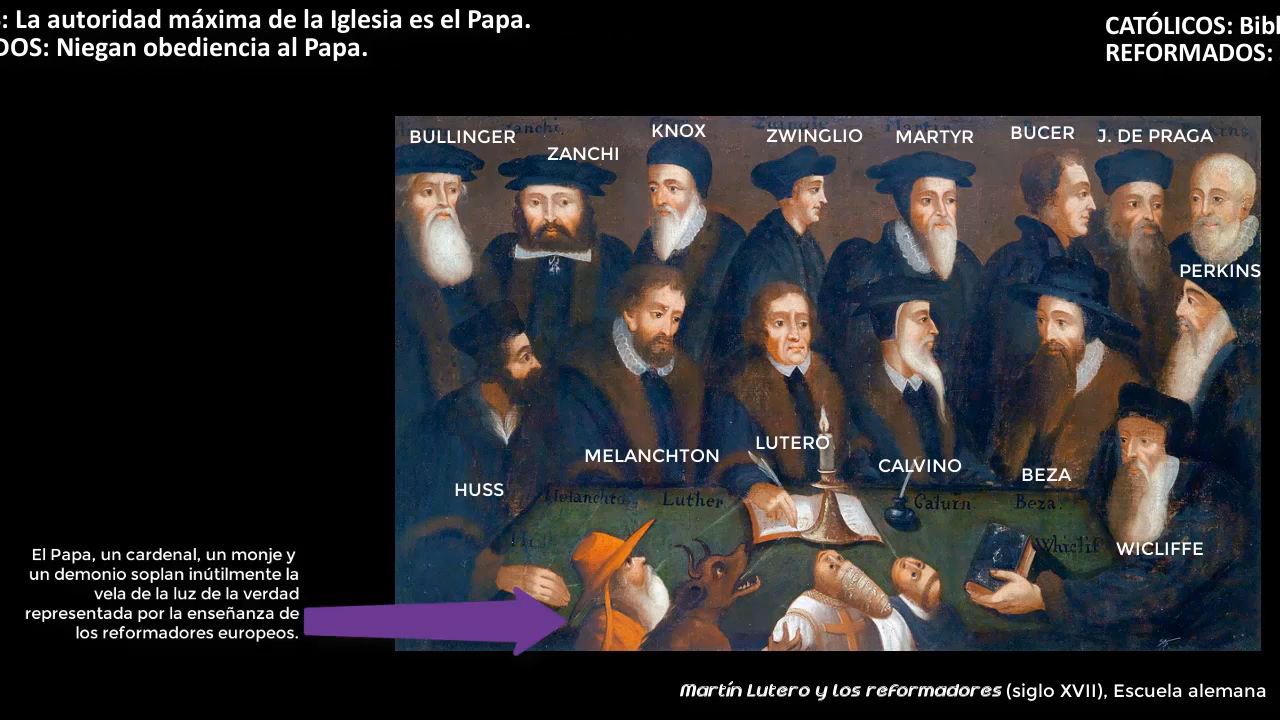 : La autoridad máxima de la Iglesia es el Papa.
DOS: Niegan obediencia al Papa.
CATÓLICOS: Bibl
REFORMADOS:
BULLINGER
ZANCHI
KNOX
ZWINGLIO
MARTYR
BUCER
J. DE PRAGA
PERKINS
LUTERO
MELANCHTON
CALVINO
BEZA
HUSS
Luther
Calvin
Beza.
WICLIFFE
El Papa, un cardenal, un monje y
un demonio soplan inútilmente la
vela de la luz de la verdad
representada por la enseñanza de
los reformadores europeos.
Martín Lutero y los reformadores (siglo XVII), Escuela alemana